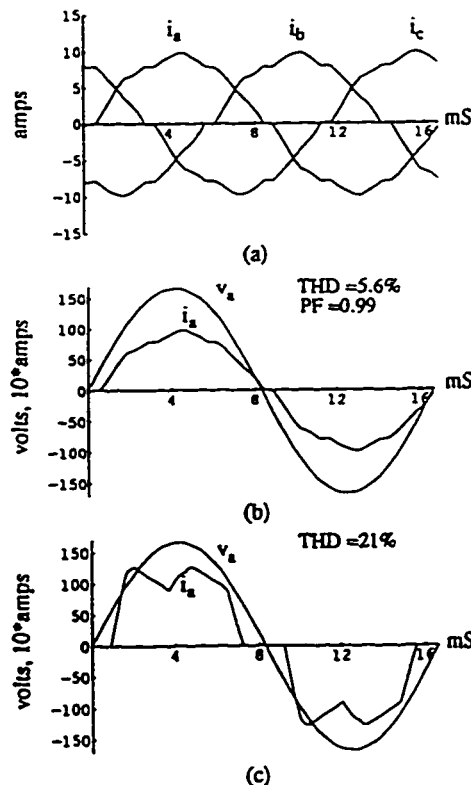 i_a i_b i_c
15
10
5
0
-5
-10
-15
amps
4 8 12 16 mS
(a)
THD =5.6%
PF =0.99
v_a
i_a
150
100
50
0
-50
-100
-150
volts, 10*amps
4 8 12 16 mS
(b)
THD =21%
v_a
i_a
150
100
50
0
-50
-100
-150
volts, 10*amps
4 8 12 16 mS
(c)